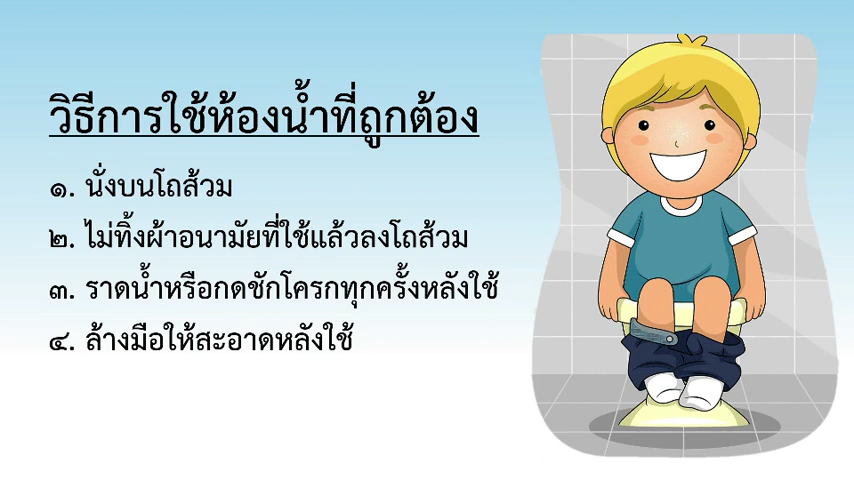 วิธีการใช้ห้องน้ำที่ถูกต้อง
๑. นั่งบนโถส้วม
๒. ไม่ทิ้งผ้าอนามัยที่ใช้แล้วลงโถส้วม
๓. ราดน้ำหรือกดชักโครกทุกครั้งหลังใช้
๔. ล้างมือให้สะอาดหลังใช้